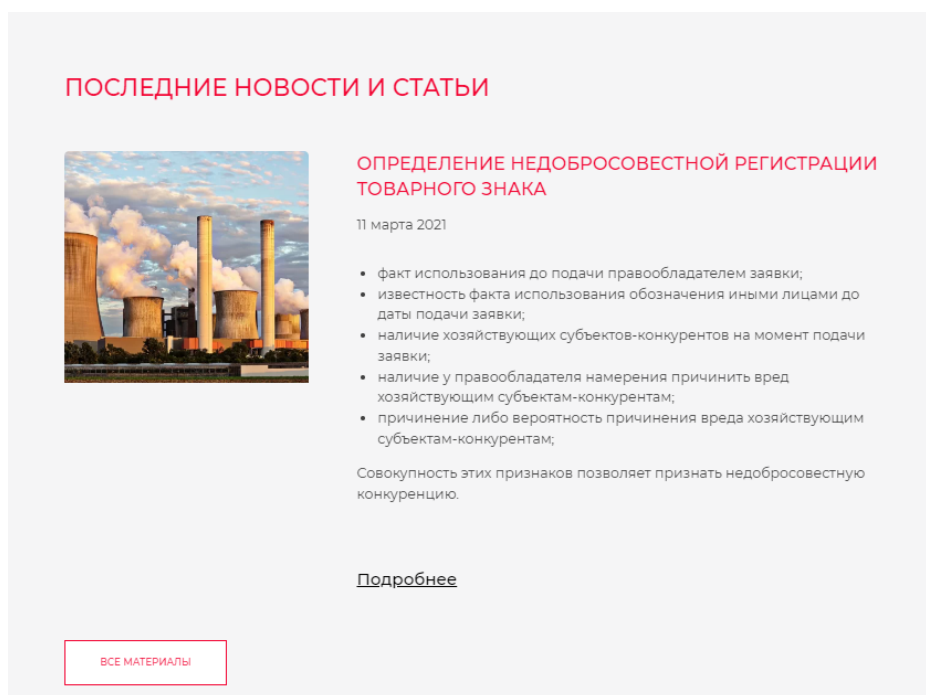 ПОСЛЕДНИЕ НОВОСТИ И СТАТЬИ
ОПРЕДЕЛЕНИЕ НЕДОБРОСОВЕСТНОЙ РЕГИСТРАЦИИ
ТОВАРНОГО ЗНАКА
11 марта 2021
• факт использования до подачи правообладателем заявки;
• известность факта использования обозначения иными лицами до
даты подачи заявки;
• наличие хозяйствующих субъектов-конкурентов на момент подачи
заявки;
• наличие у правообладателя намерения причинить вред
хозяйствующим субъектам-конкурентам;
• причинение либо вероятность причинения вреда хозяйствующим
субъектам-конкурентам;
Совокупность этих признаков позволяет признать недобросовестную
конкуренцию.
Подробнее
ВСЕ МАТЕРИАЛЫ